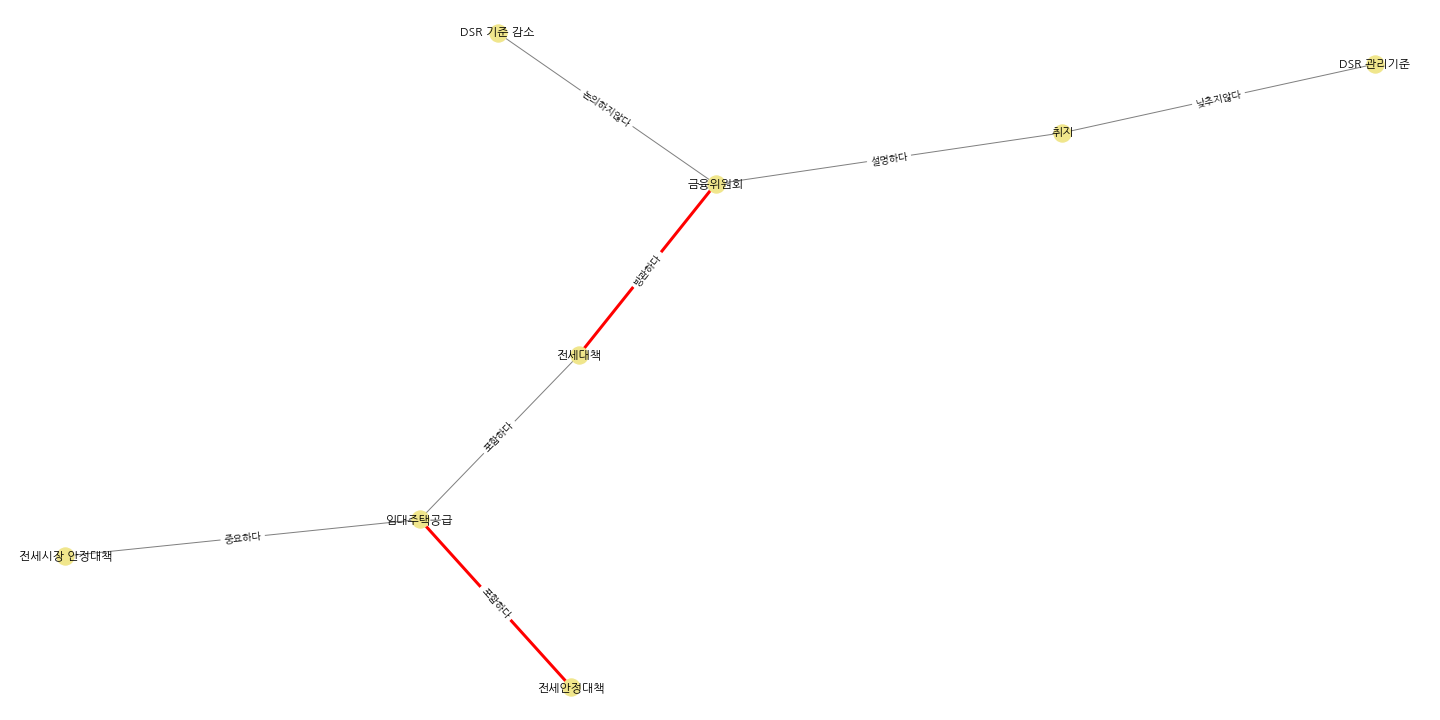 DSR 기준 감소
DSR 관리기준
낮추지않다
논의하지않다
취지
설명하다
금융위원회
방관하다
전세대책
포함하다
임대주택공급
중요하다
전세시장 안정대책
포함하다
전세안정대책